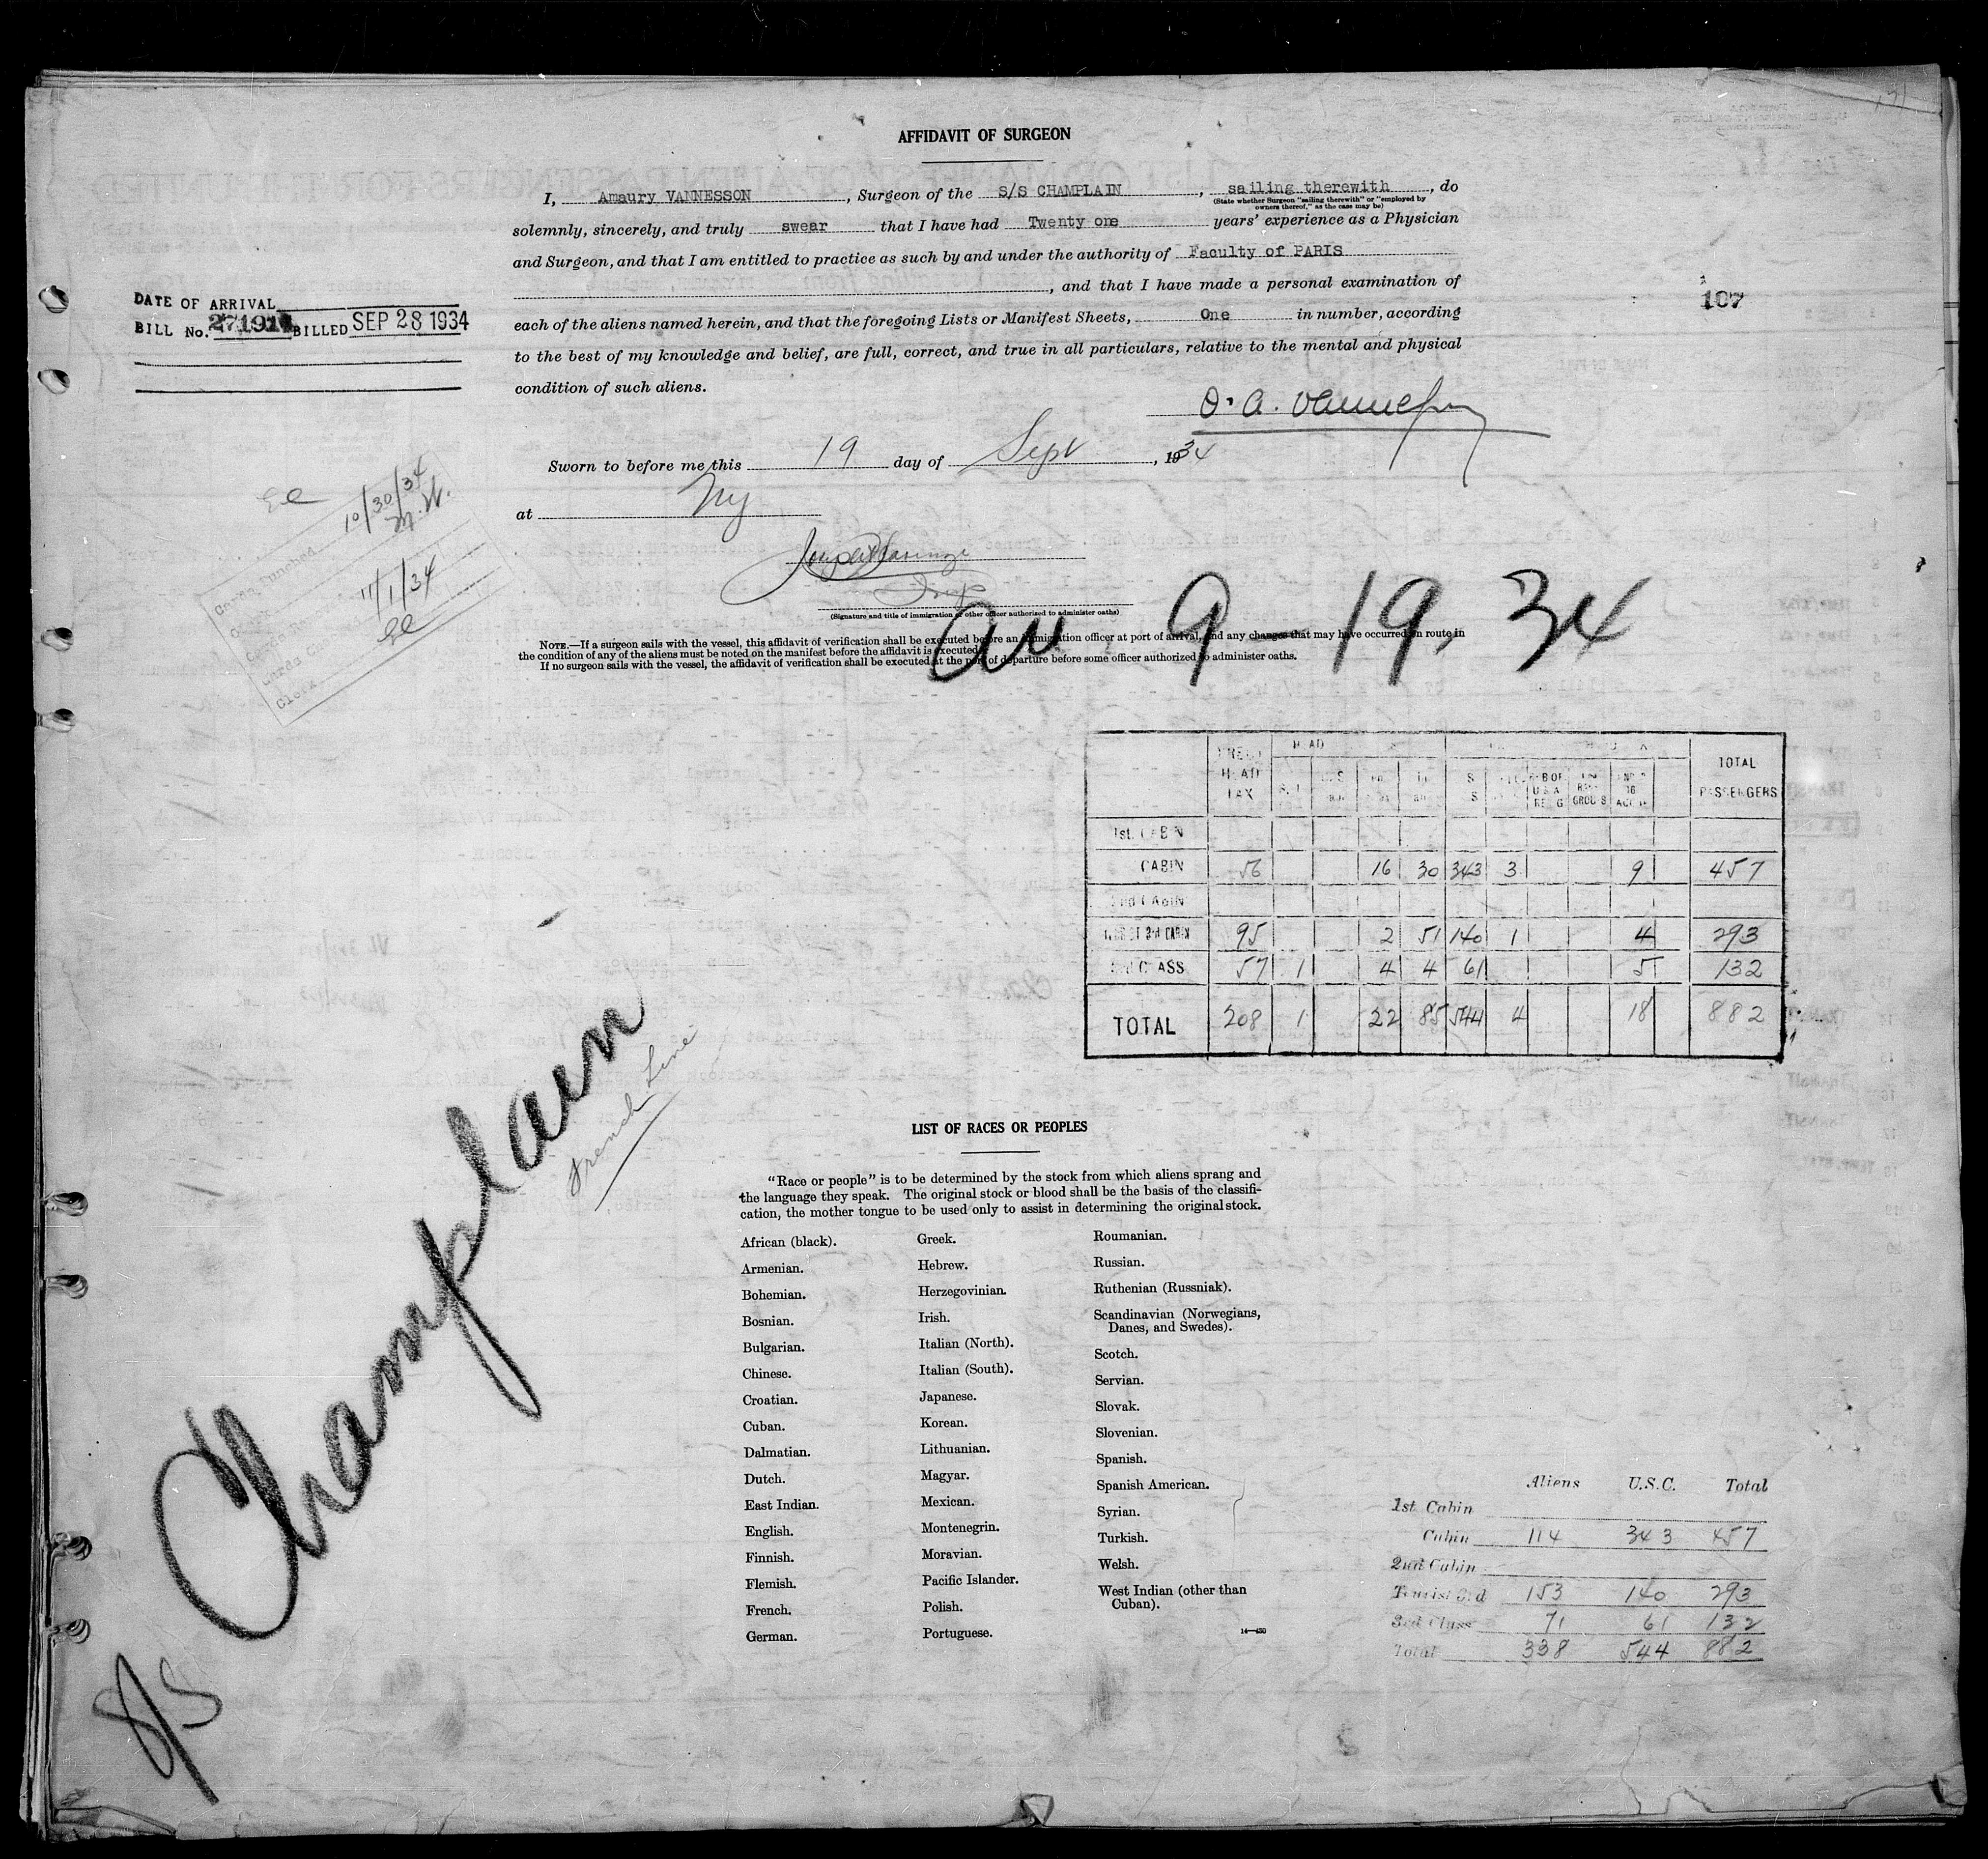 AFFIDAVIT OF SURGEON
I, Amaury VANNESSON, Surgeon of the S/S CHAMPLAIN, sailing therewith, do
(State whether Surgeon "sailing therewith" or "employed by
owners thereof," as the case may be)
solemnly, sincerely, and truly swear that I have had Twenty one years' experience as a Physician
and Surgeon, and that I am entitled to practice as such by and under the authority of Faculty of PARIS
, and that I have made a personal examination of
each of the aliens named herein, and that the foregoing Lists or Manifest Sheets, One in number, according
to the best of my knowledge and belief, are full, correct, and true in all particulars, relative to the mental and physical
condition of such aliens.
DATE OF ARRIVAL
BILL No. BILLED SEP 28 1934
107
Sworn to before me this 19 day of Sept, 1934
at Ny
(Signature and title of immigration or other officer authorized to administer oaths)
10/30/34
M.W.
11/1/34
NOTE.—If a surgeon sails with the vessel, this affidavit of verification shall be executed before an immigration officer at port of arrival, and any changes that may have occurred en route in
the condition of any of the aliens must be noted on the manifest before the affidavit is executed.
If no surgeon sails with the vessel, the affidavit of verification shall be executed at the port of departure before some officer authorized to administer oaths.
9 19, 34
HEAD TAX TOTAL PASSENGERS
1st. CABIN
CABIN 56 16 30 343 3 9 457
2nd CABIN
3rd CABIN 95 2 51 140 1 4 293
CLASS 57 1 4 4 61 5 132
TOTAL 208 1 22 85 544 4 18 882
S/S Champlain
French Line
LIST OF RACES OR PEOPLES
"Race or people" is to be determined by the stock from which aliens sprang and
the language they speak. The original stock or blood shall be the basis of the classifi-
cation, the mother tongue to be used only to assist in determining the original stock.
African (black).
Armenian.
Bohemian.
Bosnian.
Bulgarian.
Chinese.
Croatian.
Cuban.
Dalmatian.
Dutch.
East Indian.
English.
Finnish.
Flemish.
French.
German.
Greek.
Hebrew.
Herzegovinian.
Irish.
Italian (North).
Italian (South).
Japanese.
Korean.
Lithuanian.
Magyar.
Mexican.
Montenegrin.
Moravian.
Pacific Islander.
Polish.
Portuguese.
Roumanian.
Russian.
Ruthenian (Russniak).
Scandinavian (Norwegians,
Danes, and Swedes).
Scotch.
Servian.
Slovak.
Slovenian.
Spanish.
Spanish American.
Syrian.
Turkish.
Welsh.
West Indian (other than
Cuban).
14—430
Aliens U.S.C. Total
1st Cabin
Cabin 114 343 457
2nd Cabin
Tourist 3rd 153 140 293
3rd Class 71 61 132
Total 338 544 882